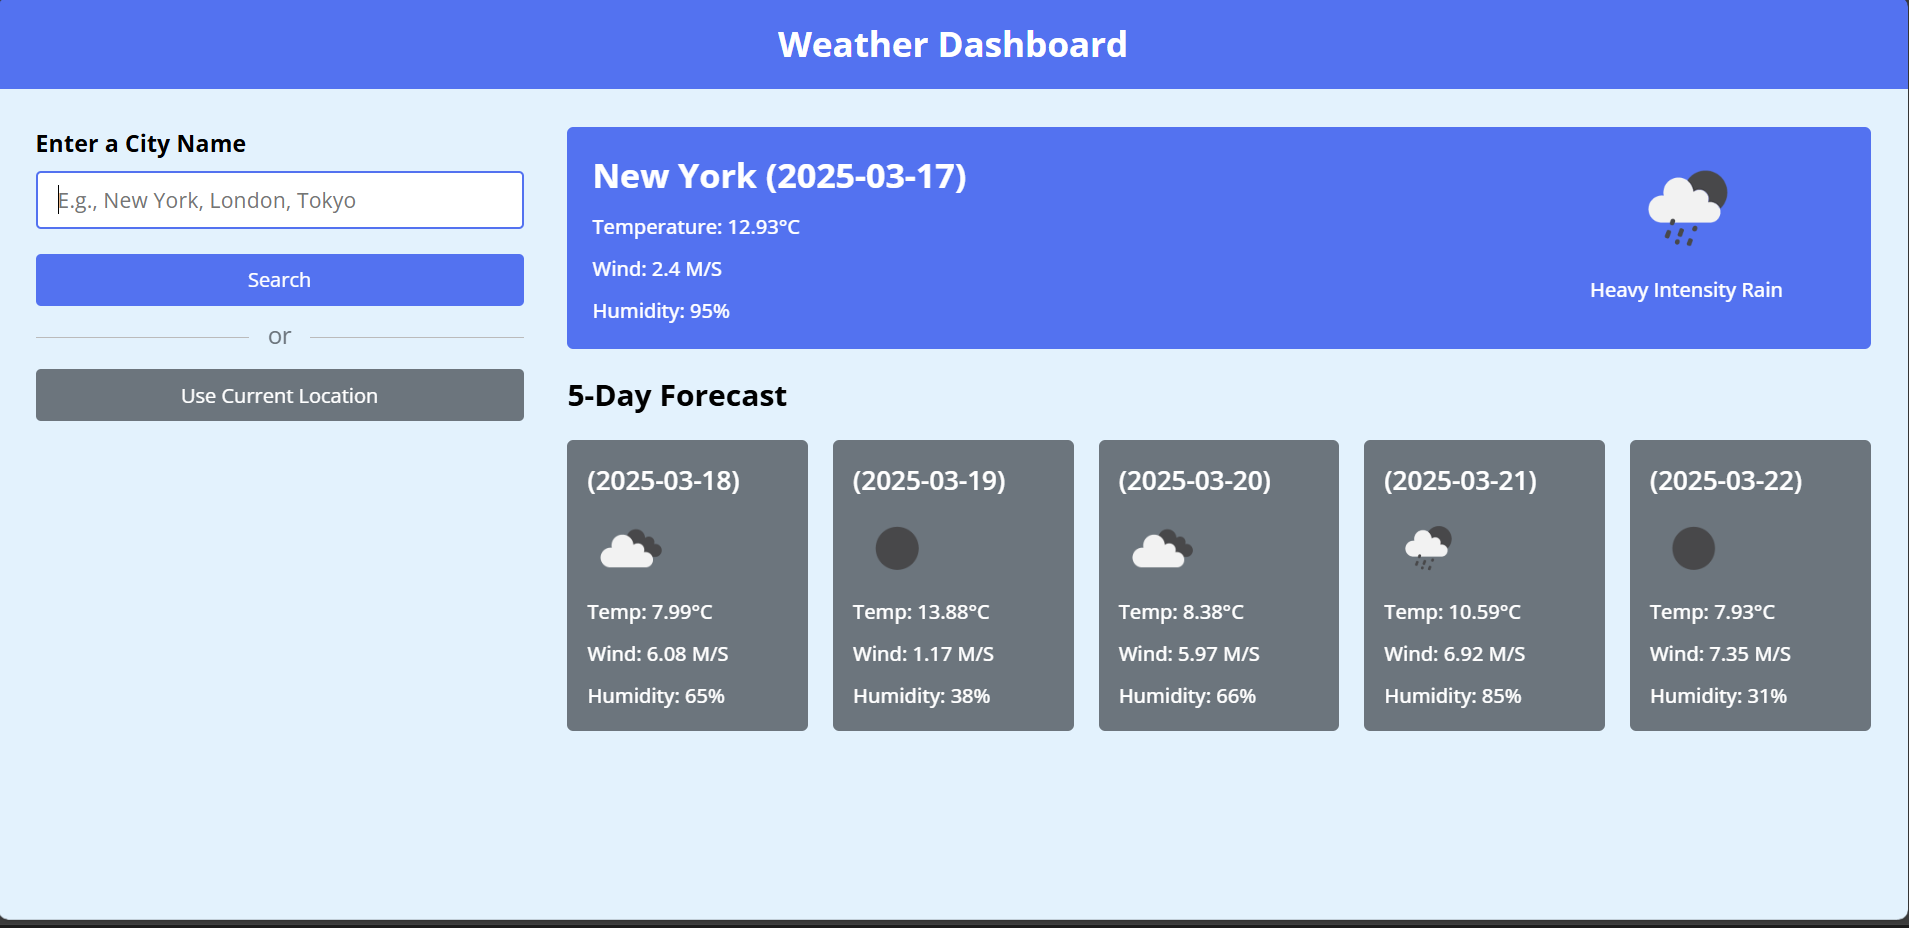 Weather Dashboard
Enter a City Name
E.g., New York, London, Tokyo
Search
or
Use Current Location
New York (2025-03-17)
Temperature: 12.93°C
Wind: 2.4 M/S
Humidity: 95%
Heavy Intensity Rain
5-Day Forecast
(2025-03-18)
Temp: 7.99°C
Wind: 6.08 M/S
Humidity: 65%
(2025-03-19)
Temp: 13.88°C
Wind: 1.17 M/S
Humidity: 38%
(2025-03-20)
Temp: 8.38°C
Wind: 5.97 M/S
Humidity: 66%
(2025-03-21)
Temp: 10.59°C
Wind: 6.92 M/S
Humidity: 85%
(2025-03-22)
Temp: 7.93°C
Wind: 7.35 M/S
Humidity: 31%